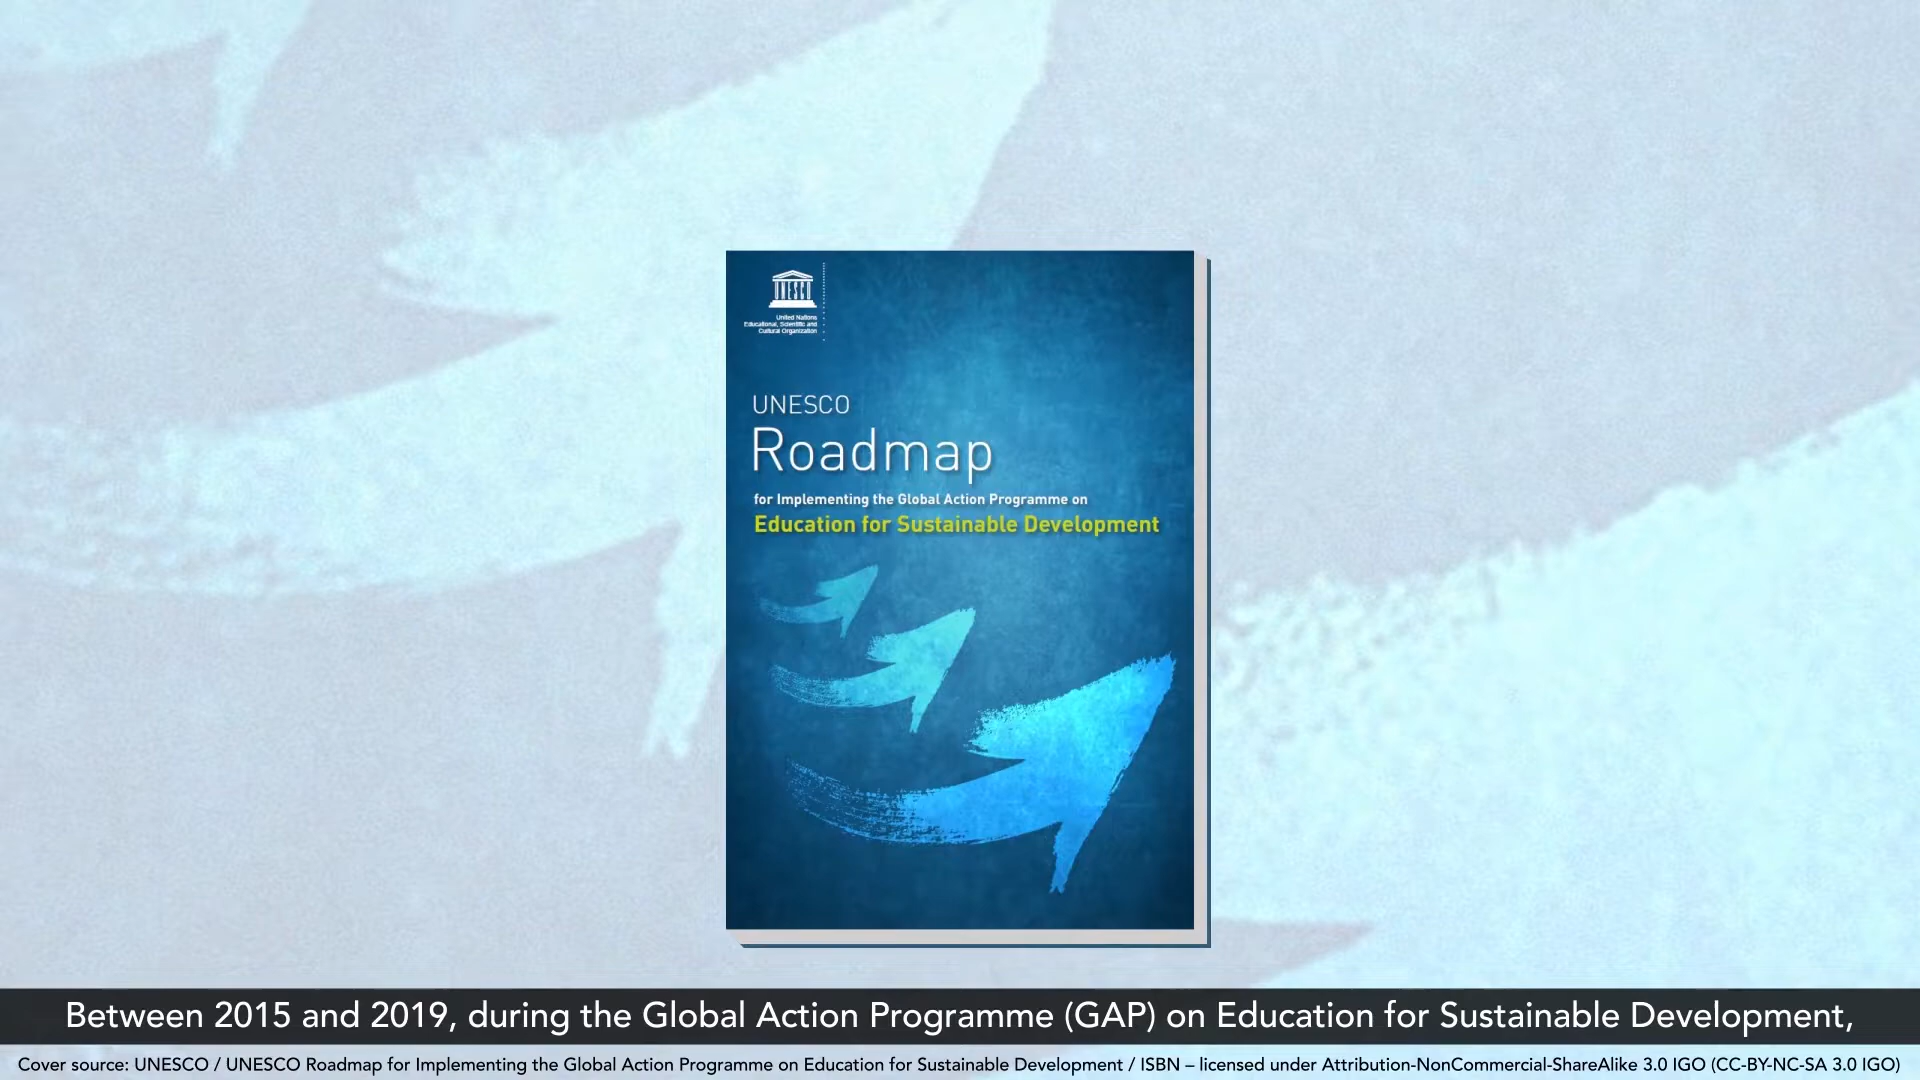 UNESCO
United Nations
Educational, Scientific and
Cultural Organization
UNESCO
Roadmap
for Implementing the Global Action Programme on
Education for Sustainable Development
Between 2015 and 2019, during the Global Action Programme (GAP) on Education for Sustainable Development,
Cover source: UNESCO / UNESCO Roadmap for Implementing the Global Action Programme on Education for Sustainable Development / ISBN – licensed under Attribution-NonCommercial-ShareAlike 3.0 IGO (CC-BY-NC-SA 3.0 IGO)